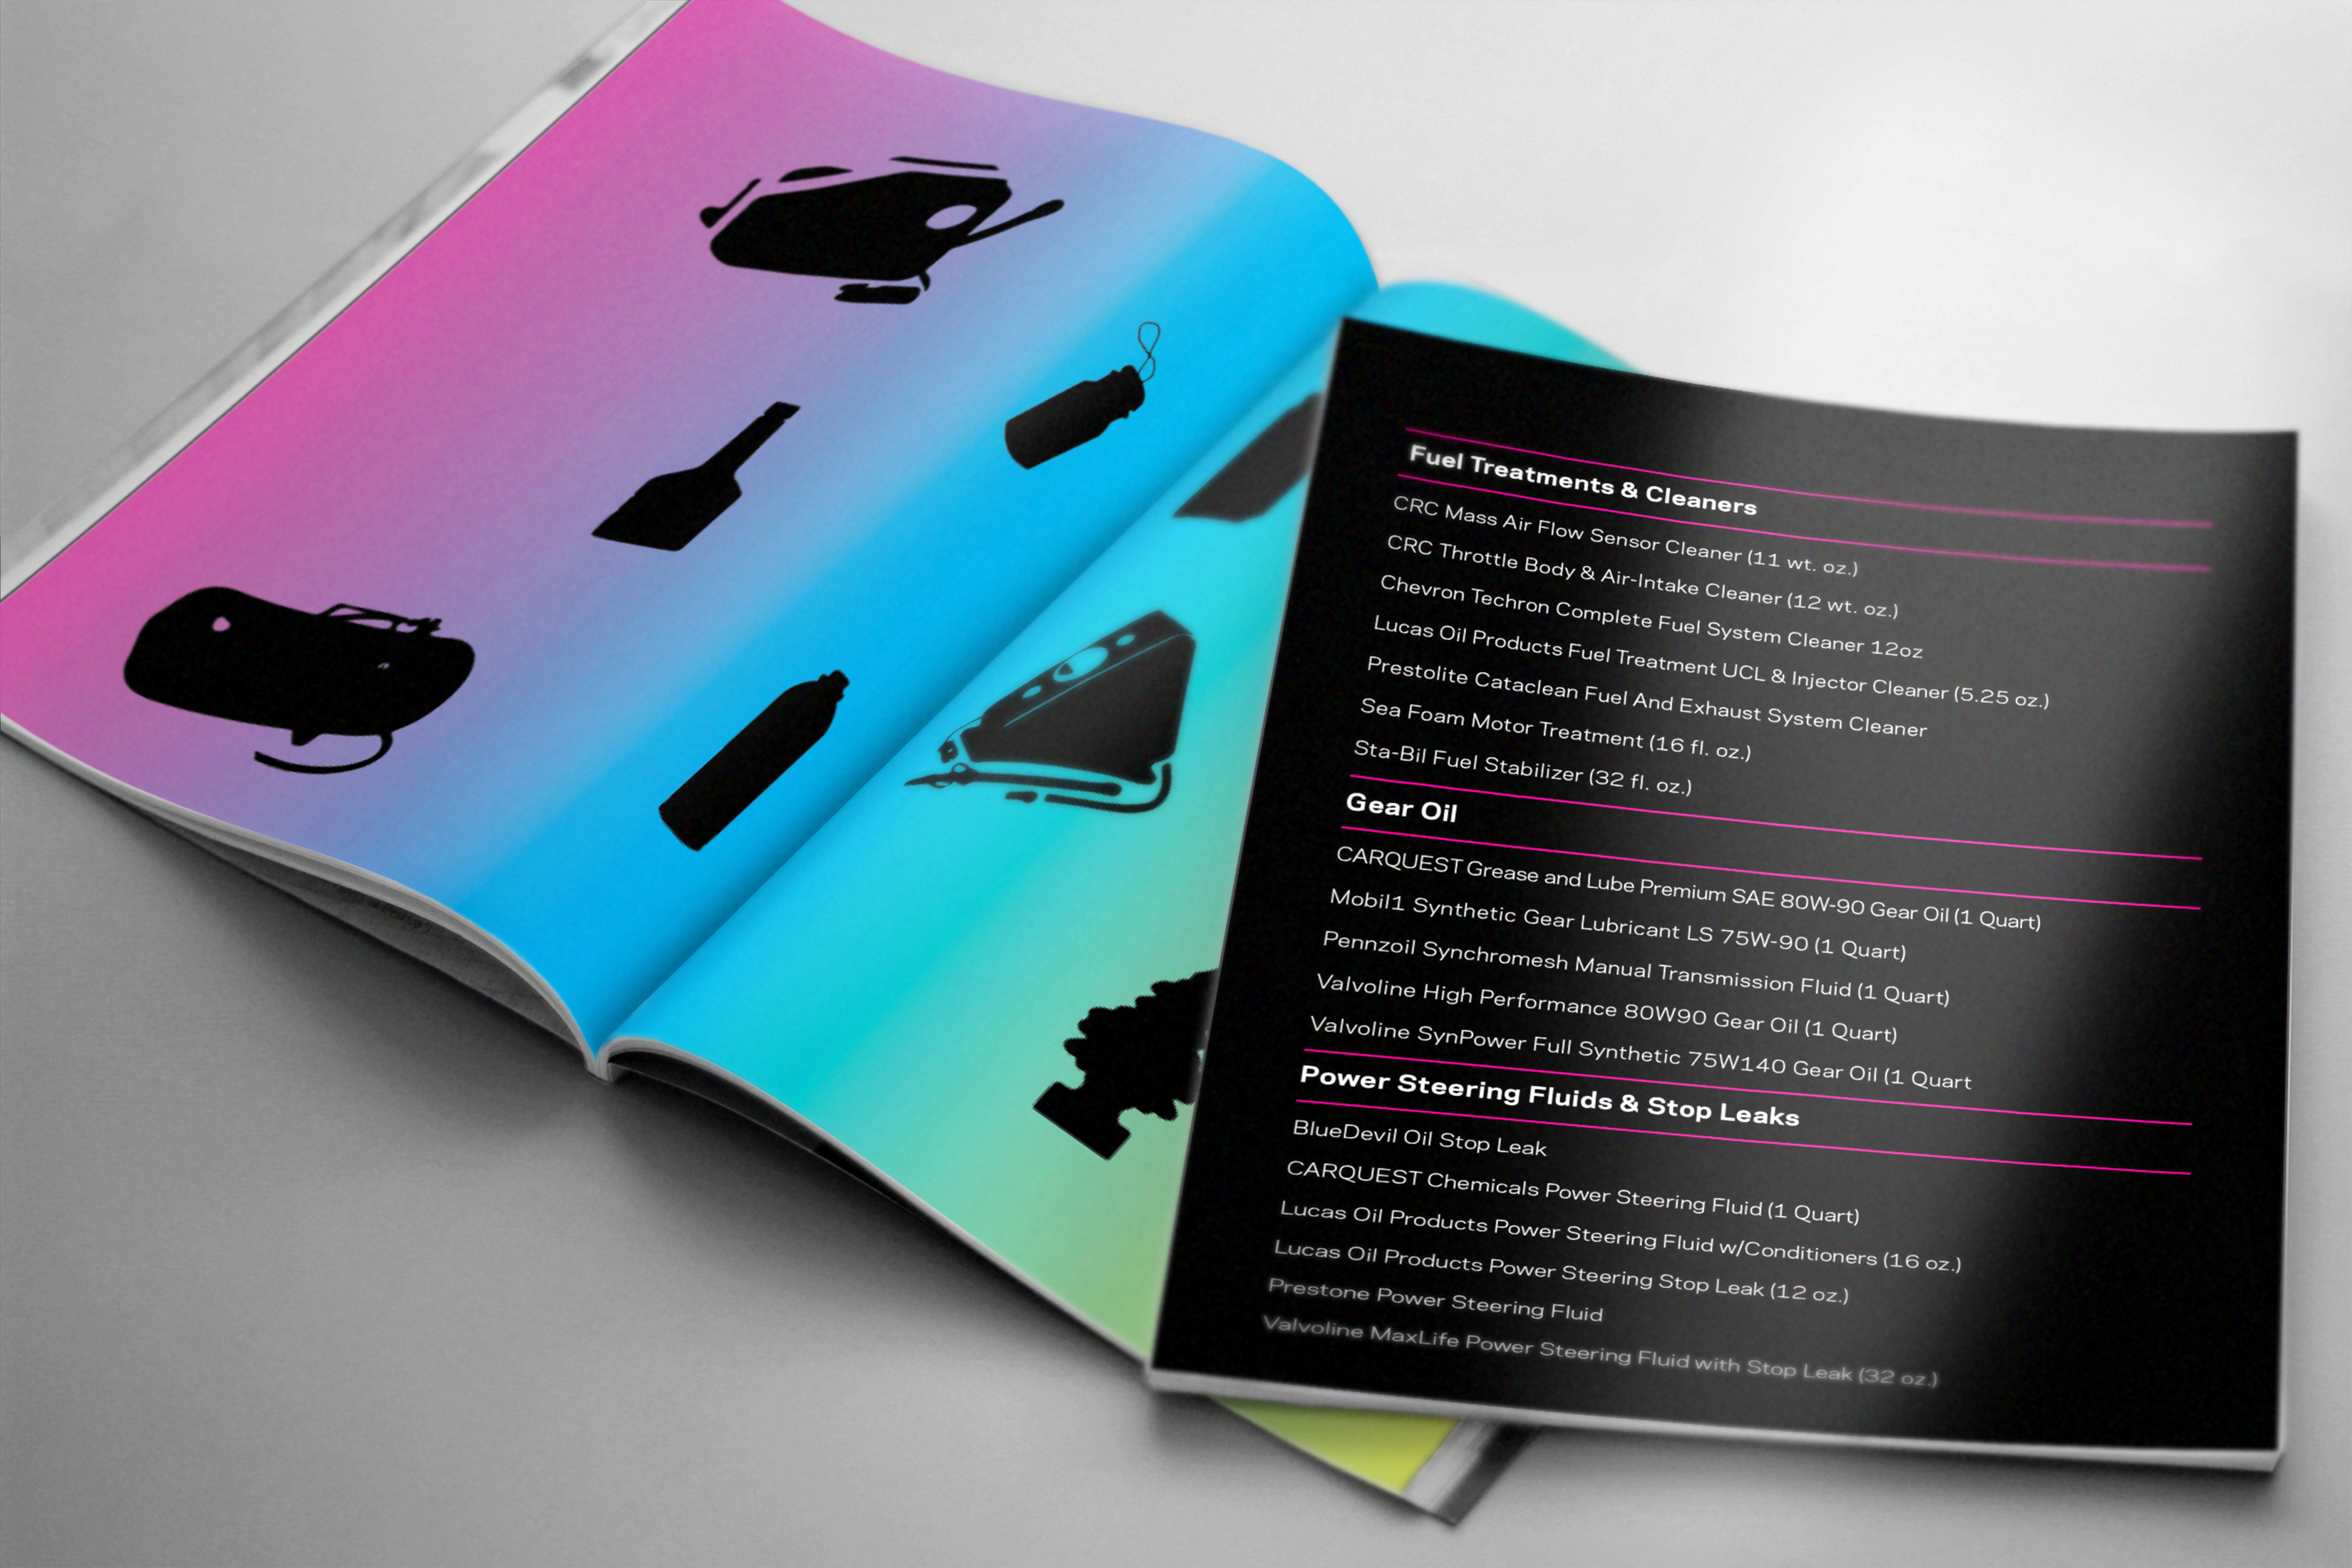 Fuel Treatments & Cleaners
CRC Mass Air Flow Sensor Cleaner (11 wt. oz.)
CRC Throttle Body & Air-Intake Cleaner (12 wt. oz.)
Chevron Techron Complete Fuel System Cleaner 12oz
Lucas Oil Products Fuel Treatment UCL & Injector Cleaner (5.25 oz.)
Prestolite Cataclean Fuel And Exhaust System Cleaner
Sea Foam Motor Treatment (16 fl. oz.)
Sta-Bil Fuel Stabilizer (32 fl. oz.)
Gear Oil
CARQUEST Grease and Lube Premium SAE 80W-90 Gear Oil (1 Quart)
Mobil1 Synthetic Gear Lubricant LS 75W-90 (1 Quart)
Pennzoil Synchromesh Manual Transmission Fluid (1 Quart)
Valvoline High Performance 80W90 Gear Oil (1 Quart)
Valvoline SynPower Full Synthetic 75W140 Gear Oil (1 Quart
Power Steering Fluids & Stop Leaks
BlueDevil Oil Stop Leak
CARQUEST Chemicals Power Steering Fluid (1 Quart)
Lucas Oil Products Power Steering Fluid w/Conditioners (16 oz.)
Lucas Oil Products Power Steering Stop Leak (12 oz.)
Prestone Power Steering Fluid
Valvoline MaxLife Power Steering Fluid with Stop Leak (32 oz.)